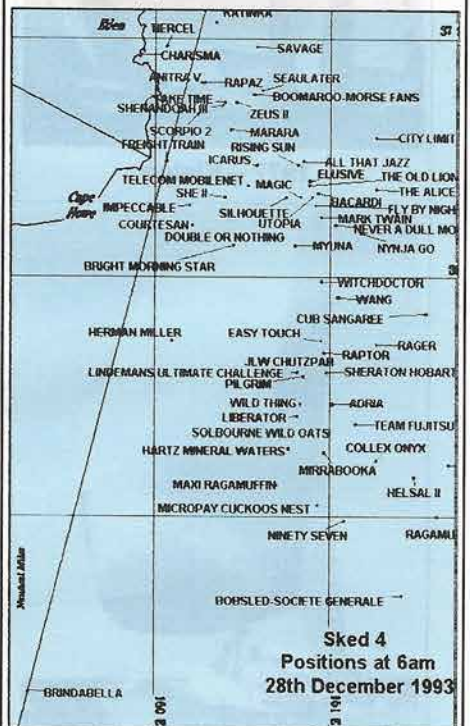 KATINKA
Eden
TIERCEL
37
SAVAGE
CHARISMA
ANITRA V
RAPAZ
SEAULATER
BOOMAROO-MORSE FANS
TAKE TIME
SHENANDOAH III
ZEUS II
SCORPIO 2
MARARA
CITY LIMIT
FREIGHT TRAIN
RISING SUN
ICARUS
ALL THAT JAZZ
ELUSIVE
TELECOM MOBILENET
MAGIC
THE OLD LION
THE ALICE
SHE II
Cape
Howe
BACARDI
IMPECCABLE
FLY BY NIGH
SILHOUETTE
MARK TWAIN
COURTESAN
UTOPIA
NEVER A DULL MO
DOUBLE OR NOTHING
MYUNA
NYNJA GO
BRIGHT MORNING STAR
WITCHDOCTOR
WANG
CUB SANGAREE
HERMAN MILLER
EASY TOUCH
RAGER
RAPTOR
JLW CHUTZPAH
LINDEMANS ULTIMATE CHALLENGE
SHERATON HOBART
PILGRIM
WILD THING
ADRIA
LIBERATOR
TEAM FUJITSU
SOLBOURNE WILD OATS
HARTZ MINERAL WATERS
COLLEX ONYX
MIRRABOOKA
MAXI RAGAMUFFIN
HELSAL II
MICROPAY CUCKOOS NEST
NINETY SEVEN
RAGAMU
BOBSLED-SOCIETE GENERALE
Sked 4
Positions at 6am
28th December 1993
BRINDABELLA
150 E
151 E